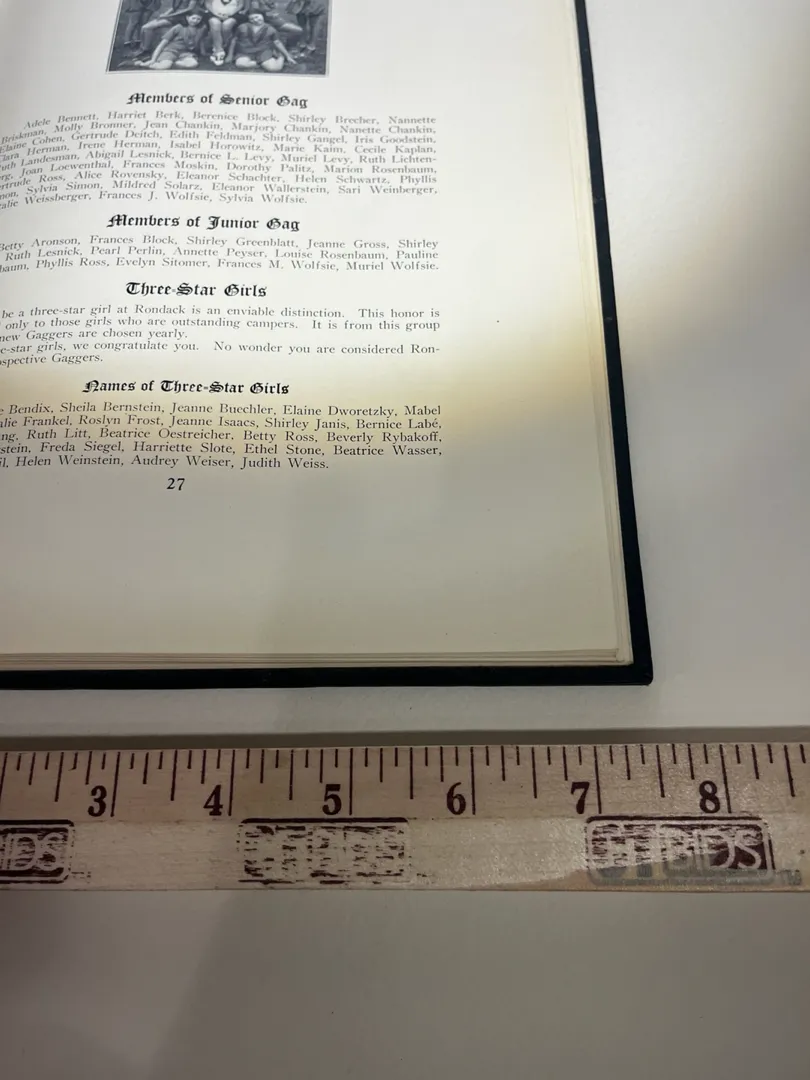 Members of Senior Gag
Adele Bennett, Harriet Berk, Berenice Block, Shirley Brecher, Nannette
Briskman, Molly Bronner, Jean Chankin, Marjory Chankin, Nanette Chankin,
Elaine Cohen, Gertrude Deitch, Edith Feldman, Shirley Gangel, Iris Goodstein,
Clara Herman, Irene Herman, Isabel Horowitz, Marie Kaim, Cecile Kaplan,
Landesman, Abigail Lesnick, Bernice L. Levy, Muriel Levy, Ruth Lichten-
Joan Loewenthal, Frances Moskin, Dorothy Palitz, Marion Rosenbaum,
Ross, Alice Rovensky, Eleanor Schachter, Helen Schwartz, Phyllis
Sylvia Simon, Mildred Solarz, Eleanor Wallerstein, Sari Weinberger,
Weissberger, Frances J. Wolfsie, Sylvia Wolfsie.
Members of Junior Gag
Betty Aronson, Frances Block, Shirley Greenblatt, Jeanne Gross, Shirley
Ruth Lesnick, Pearl Perlin, Annette Peyser, Louise Rosenbaum, Pauline
baum, Phyllis Ross, Evelyn Sitomer, Frances M. Wolfsie, Muriel Wolfsie.
Three-Star Girls
be a three-star girl at Rondack is an enviable distinction. This honor is
only to those girls who are outstanding campers. It is from this group
new Gaggers are chosen yearly.
e-star girls, we congratulate you. No wonder you are considered Ron-
spective Gaggers.
Names of Three-Star Girls
e Bendix, Sheila Bernstein, Jeanne Buechler, Elaine Dworetzky, Mabel
alie Frankel, Roslyn Frost, Jeanne Isaacs, Shirley Janis, Bernice Labé,
ng, Ruth Litt, Beatrice Oestreicher, Betty Ross, Beverly Rybakoff,
stein, Freda Siegel, Harriette Slote, Ethel Stone, Beatrice Wasser,
l, Helen Weinstein, Audrey Weiser, Judith Weiss.
27
3 4 5 6 7 8